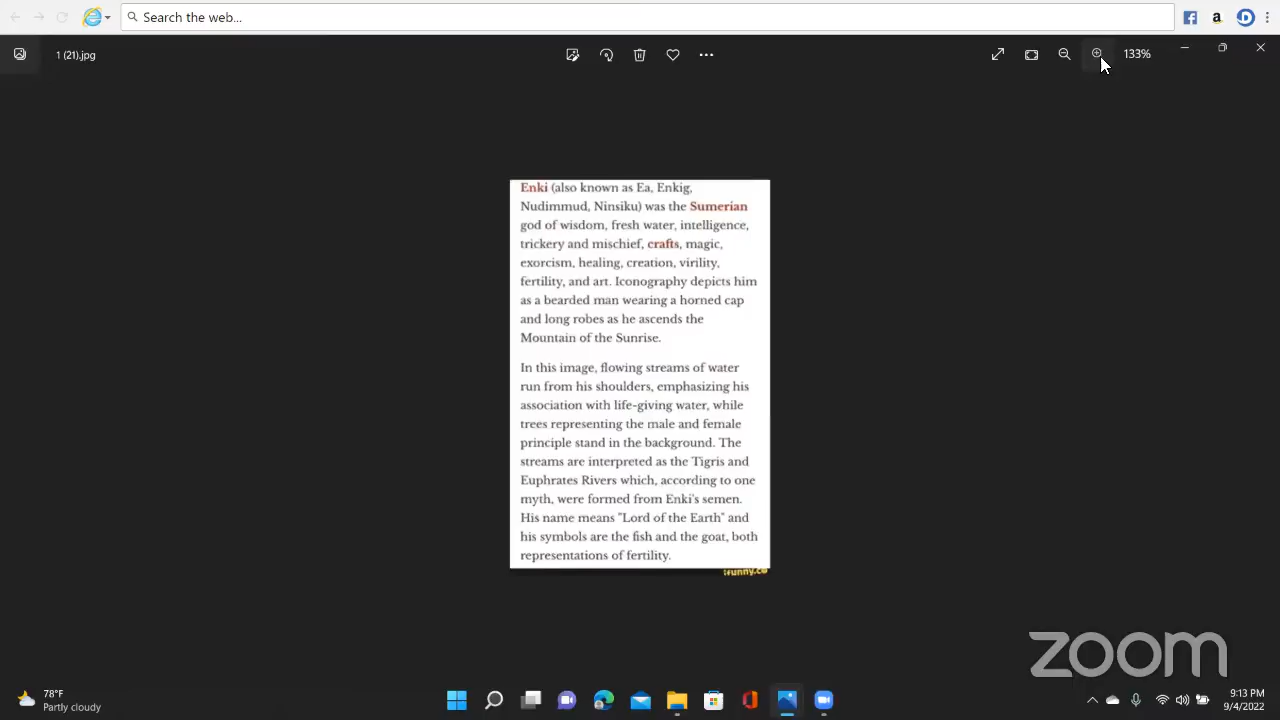 Search the web...
1 (21).jpg
133%
Enki (also known as Ea, Enkig,
Nudimmud, Ninsiku) was the Sumerian
god of wisdom, fresh water, intelligence,
trickery and mischief, crafts, magic,
exorcism, healing, creation, virility,
fertility, and art. Iconography depicts him
as a bearded man wearing a horned cap
and long robes as he ascends the
Mountain of the Sunrise.
In this image, flowing streams of water
run from his shoulders, emphasizing his
association with life-giving water, while
trees representing the male and female
principle stand in the background. The
streams are interpreted as the Tigris and
Euphrates Rivers which, according to one
myth, were formed from Enki's semen.
His name means "Lord of the Earth" and
his symbols are the fish and the goat, both
representations of fertility.
zoom
78°F
Partly cloudy
9:13 PM
9/4/2022